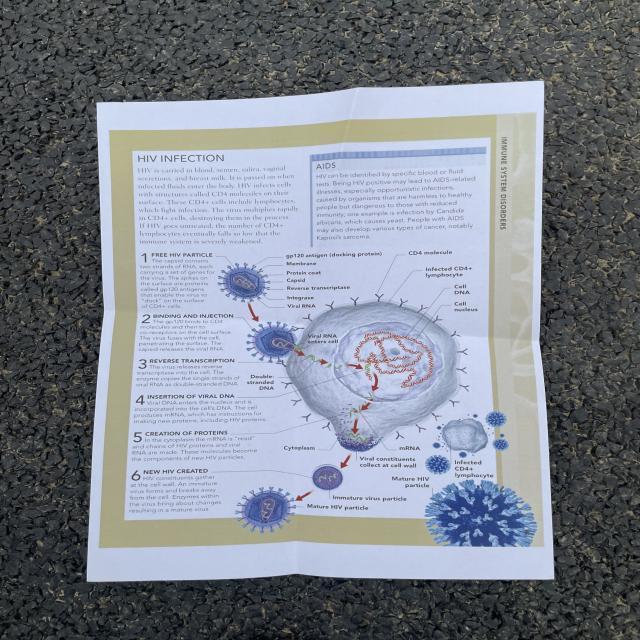 HIV INFECTION
HIV is carried in blood, semen, saliva, vaginal
secretions, and breast milk. It is passed on when
infected fluids enter the body. HIV infects cells
with structures called CD4 molecules on their
surface. These CD4+ cells include lymphocytes,
which fight infection. The virus multiplies rapidly
in CD4+ cells, destroying them in the process.
If HIV goes untreated, the number of CD4+
lymphocytes eventually falls so low that the
immune system is severely weakened.
AIDS
HIV can be identified by specific blood or fluid
tests. Being HIV positive may lead to AIDS-related
illnesses, especially opportunistic infections,
caused by organisms that are harmless to healthy
people but dangerous to those with reduced
immunity; one example is infection by Candida
albicans, which causes yeast. People with AIDS
may also develop various types of cancer, notably
Kaposi's sarcoma.
IMMUNE SYSTEM DISORDERS
1 FREE HIV PARTICLE
The capsid contains
two strands of RNA, each
carrying a set of genes for
the virus. The spikes on
the surface are proteins
called gp120 antigens
that enable the virus to
"dock" on the surface
of CD4+ cells.
2 BINDING AND INJECTION
The gp120 binds to CD4
molecules and then to
co-receptors on the cell surface.
The virus fuses with the cell,
penetrating the surface. The
capsid releases the viral RNA.
3 REVERSE TRANSCRIPTION
The virus releases reverse
transcriptase into the cell. The
enzyme copies the single strands of
viral RNA as double-stranded DNA.
4 INSERTION OF VIRAL DNA
Viral DNA enters the nucleus and is
incorporated into the cell's DNA. The cell
produces mRNA, which has instructions for
making new proteins, including HIV proteins.
5 CREATION OF PROTEINS
In the cytoplasm the mRNA is "read"
and chains of HIV proteins and viral
RNA are made. These molecules become
the components of new HIV particles.
6 NEW HIV CREATED
HIV constituents gather
at the cell wall. An immature
virus forms and breaks away
from the cell. Enzymes within
the virus bring about changes
resulting in a mature virus.
gp120 antigen (docking protein)
Membrane
Protein coat
Capsid
Reverse transcriptase
Integrase
Viral RNA
CD4 molecule
Infected CD4+
lymphocyte
Cell
DNA
Cell
nucleus
Viral RNA
enters cell
Double-
stranded
DNA
Cytoplasm
mRNA
Viral constituents
collect at cell wall
Immature virus particle
Mature HIV particle
Mature HIV
particle
Infected
CD4+
lymphocyte